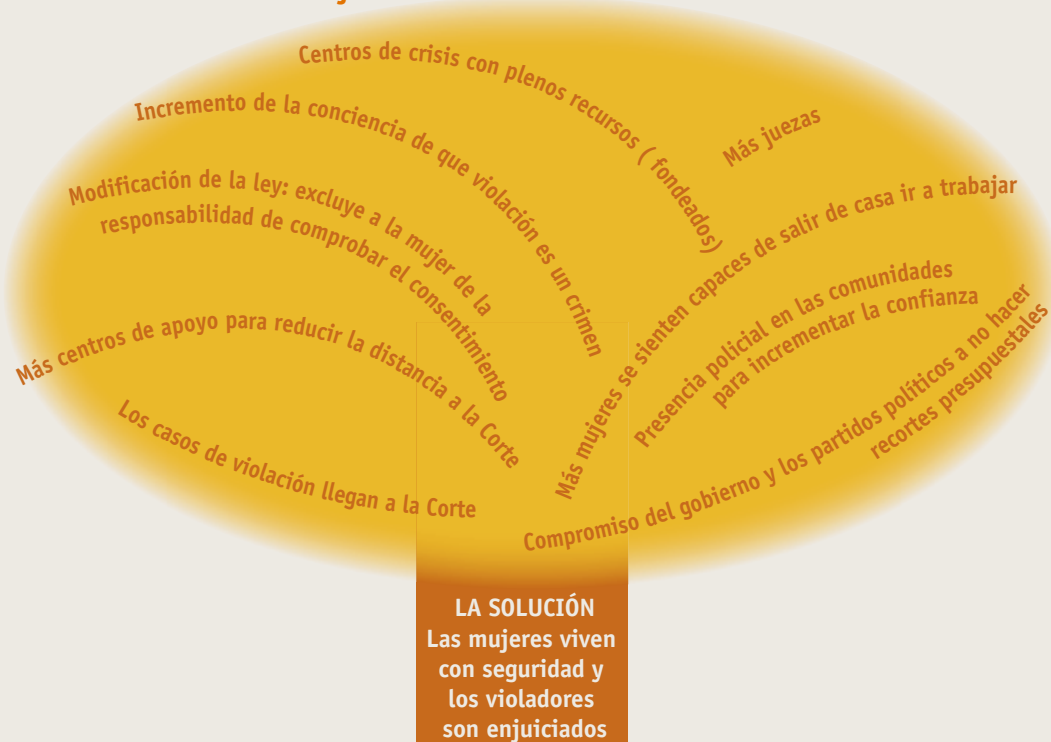 Centros de crisis con plenos recursos ( fondeados)
Incremento de la conciencia de que violación es un crimen
Más juezas
Modificación de la ley: excluye a la mujer de la
responsabilidad de comprobar el consentimiento
Más mujeres se sienten capaces de salir de casa ir a trabajar
Presencia policial en las comunidades
para incrementar la confianza
Más centros de apoyo para reducir la distancia a la Corte
Compromiso del gobierno y los partidos políticos a no hacer
recortes presupuestales
Los casos de violación llegan a la Corte
LA SOLUCIÓN
Las mujeres viven
con seguridad y
los violadores
son enjuiciados